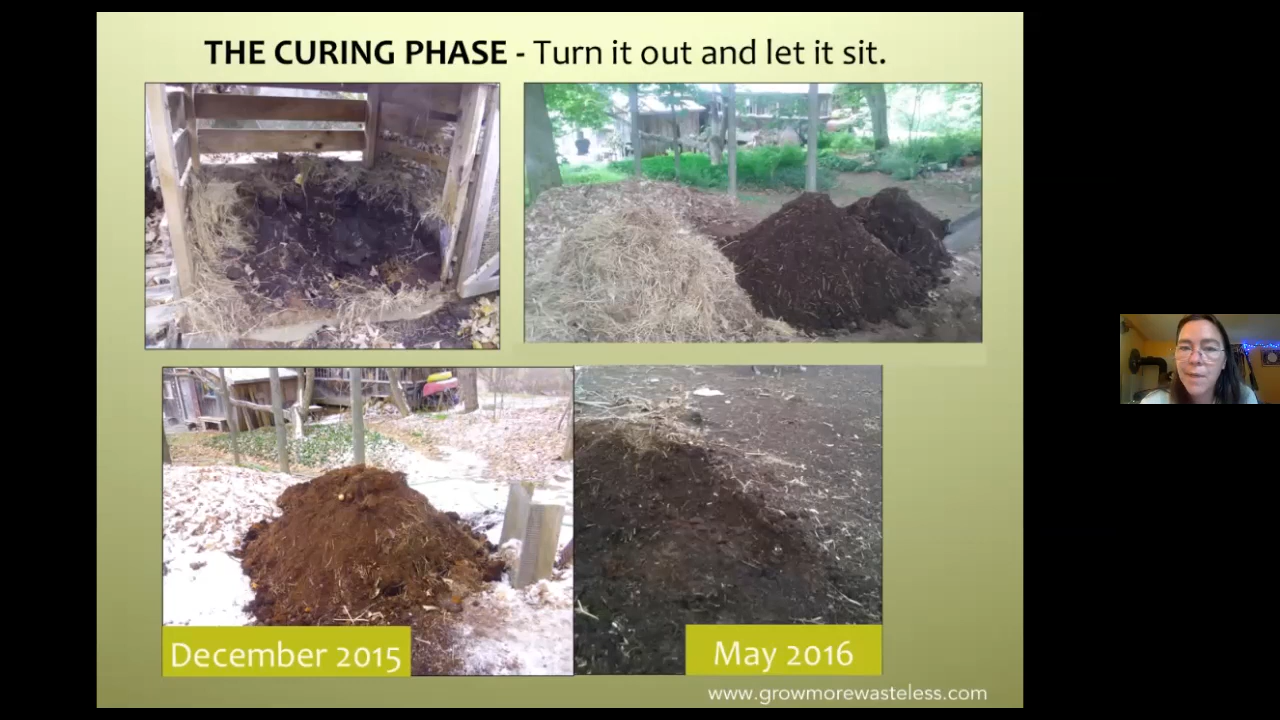 THE CURING PHASE - Turn it out and let it sit.
December 2015
May 2016
www.growmorewasteless.com